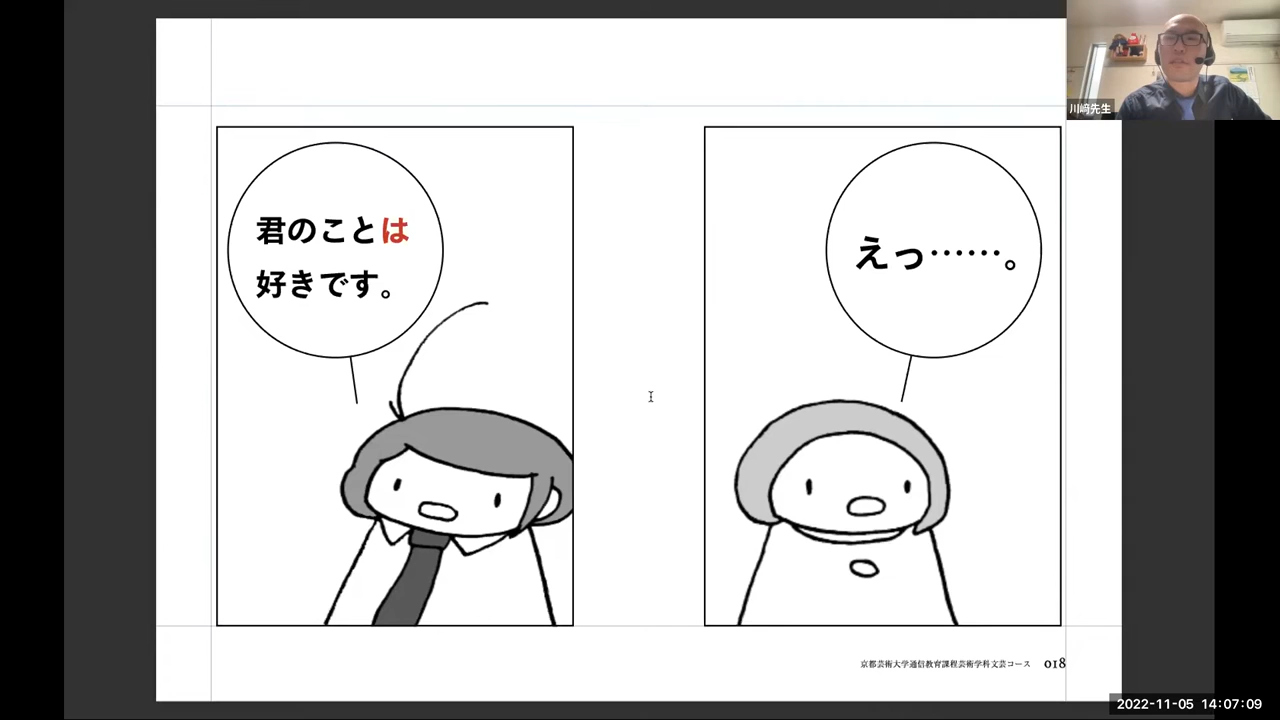 川﨑先生
君のことは
好きです。
えっ……。
京都芸術大学通信教育課程芸術学科文芸コース 018
2022-11-05 14:07:09